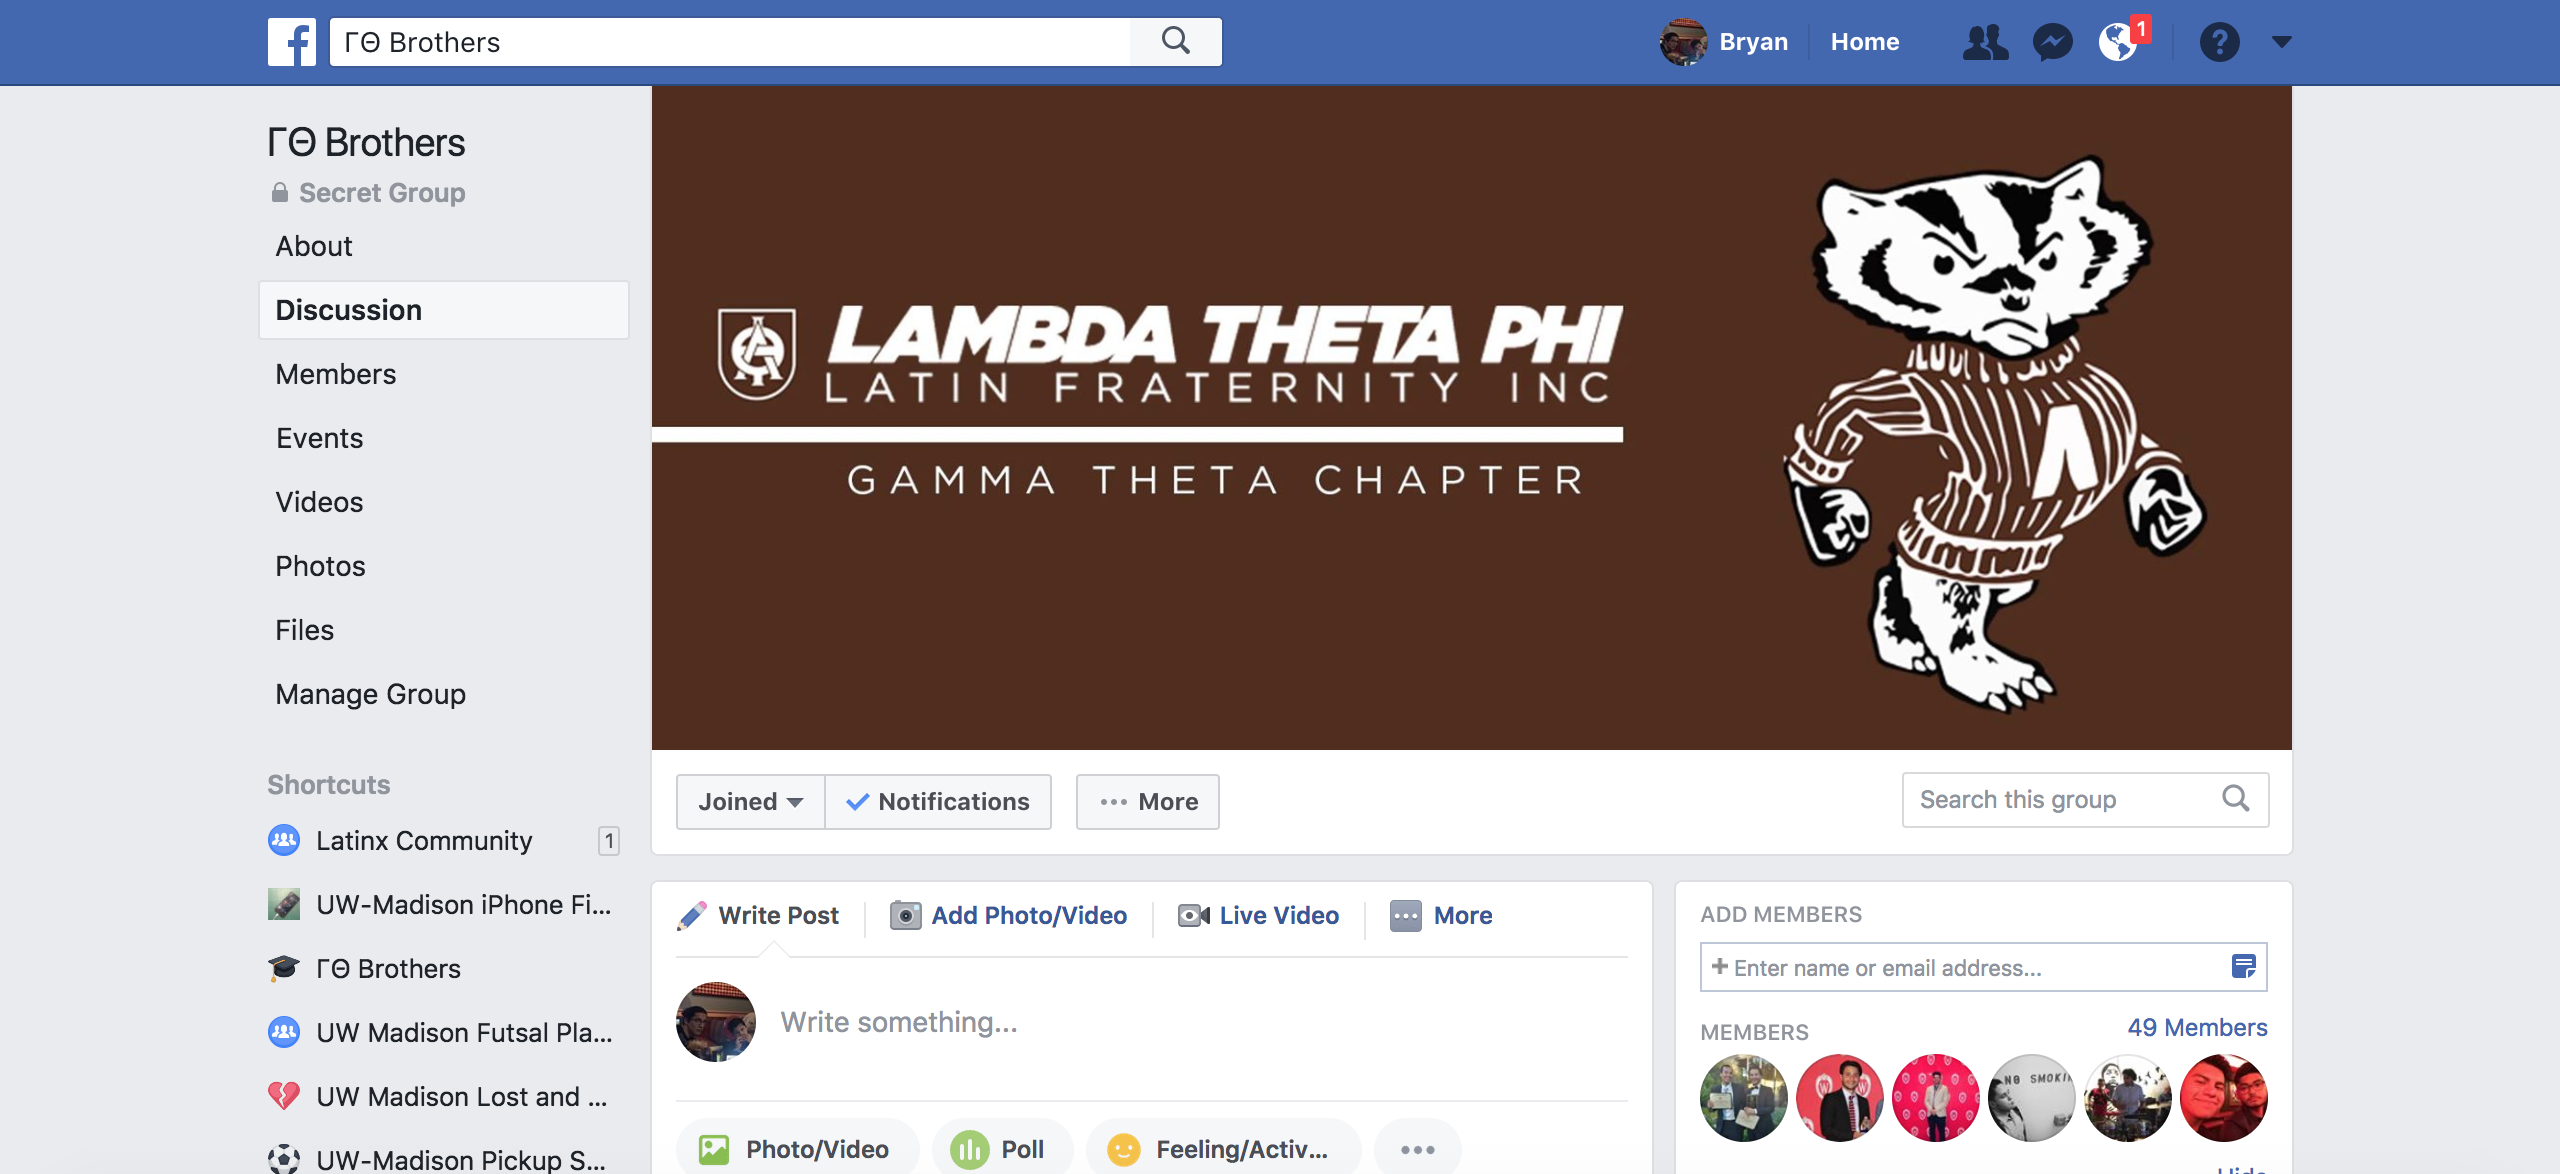 ΓΘ Brothers
Bryan
Home
1
ΓΘ Brothers
Secret Group
About
Discussion
Members
Events
Videos
Photos
Files
Manage Group
Shortcuts
Latinx Community
1
UW-Madison iPhone Fi...
ΓΘ Brothers
UW Madison Futsal Pla...
UW Madison Lost and ...
UW-Madison Pickup S...
LAMBDA THETA PHI
LATIN FRATERNITY INC
GAMMA THETA CHAPTER
Joined
Notifications
More
Search this group
Write Post
Add Photo/Video
Live Video
More
Write something...
Photo/Video
Poll
Feeling/Activ...
ADD MEMBERS
+ Enter name or email address...
MEMBERS
49 Members
NO SMOKI
Hide